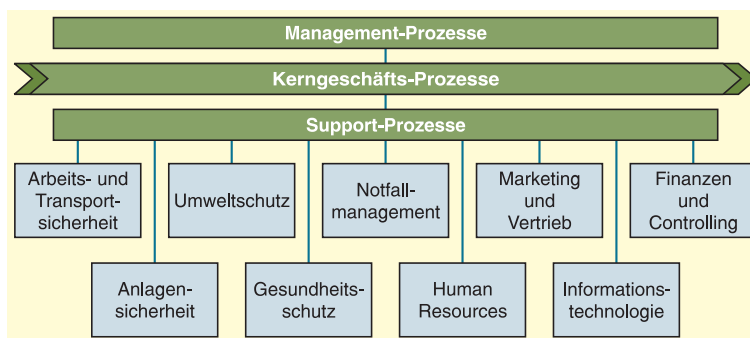 Management-Prozesse
Kerngeschäfts-Prozesse
Support-Prozesse
Arbeits- und
Transport-
sicherheit
Umweltschutz
Notfall-
management
Marketing
und
Vertrieb
Finanzen
und
Controlling
Anlagen-
sicherheit
Gesundheits-
schutz
Human
Resources
Informations-
technologie